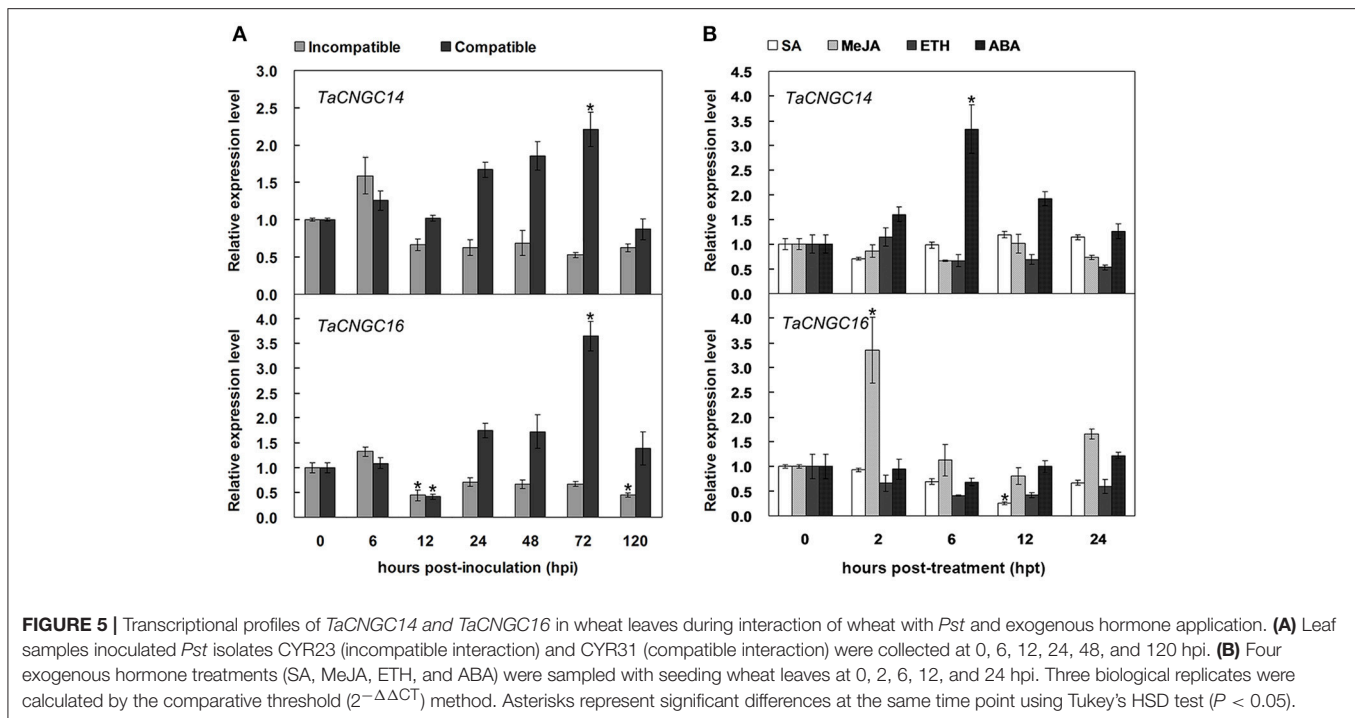 A
B
Incompatible Compatible
SA MeJA ETH ABA
TaCNGC14
3.0
2.5
2.0
1.5
1.0
0.5
0.0
Relative expression level
TaCNGC16
4.0
3.5
3.0
2.5
2.0
1.5
1.0
0.5
0.0
Relative expression level
* * * * *
0 6 12 24 48 72 120
hours post-inoculation (hpi)
TaCNGC14
4.5
4.0
3.5
3.0
2.5
2.0
1.5
1.0
0.5
0.0
Relative expression level
TaCNGC16
4.0
3.5
3.0
2.5
2.0
1.5
1.0
0.5
0.0
Relative expression level
* * *
0 2 6 12 24
hours post-treatment (hpt)
FIGURE 5 | Transcriptional profiles of TaCNGC14 and TaCNGC16 in wheat leaves during interaction of wheat with Pst and exogenous hormone application. (A) Leaf
samples inoculated Pst isolates CYR23 (incompatible interaction) and CYR31 (compatible interaction) were collected at 0, 6, 12, 24, 48, and 120 hpi. (B) Four
exogenous hormone treatments (SA, MeJA, ETH, and ABA) were sampled with seeding wheat leaves at 0, 2, 6, 12, and 24 hpi. Three biological replicates were
calculated by the comparative threshold (2−ΔΔCT) method. Asterisks represent significant differences at the same time point using Tukey's HSD test (P < 0.05).